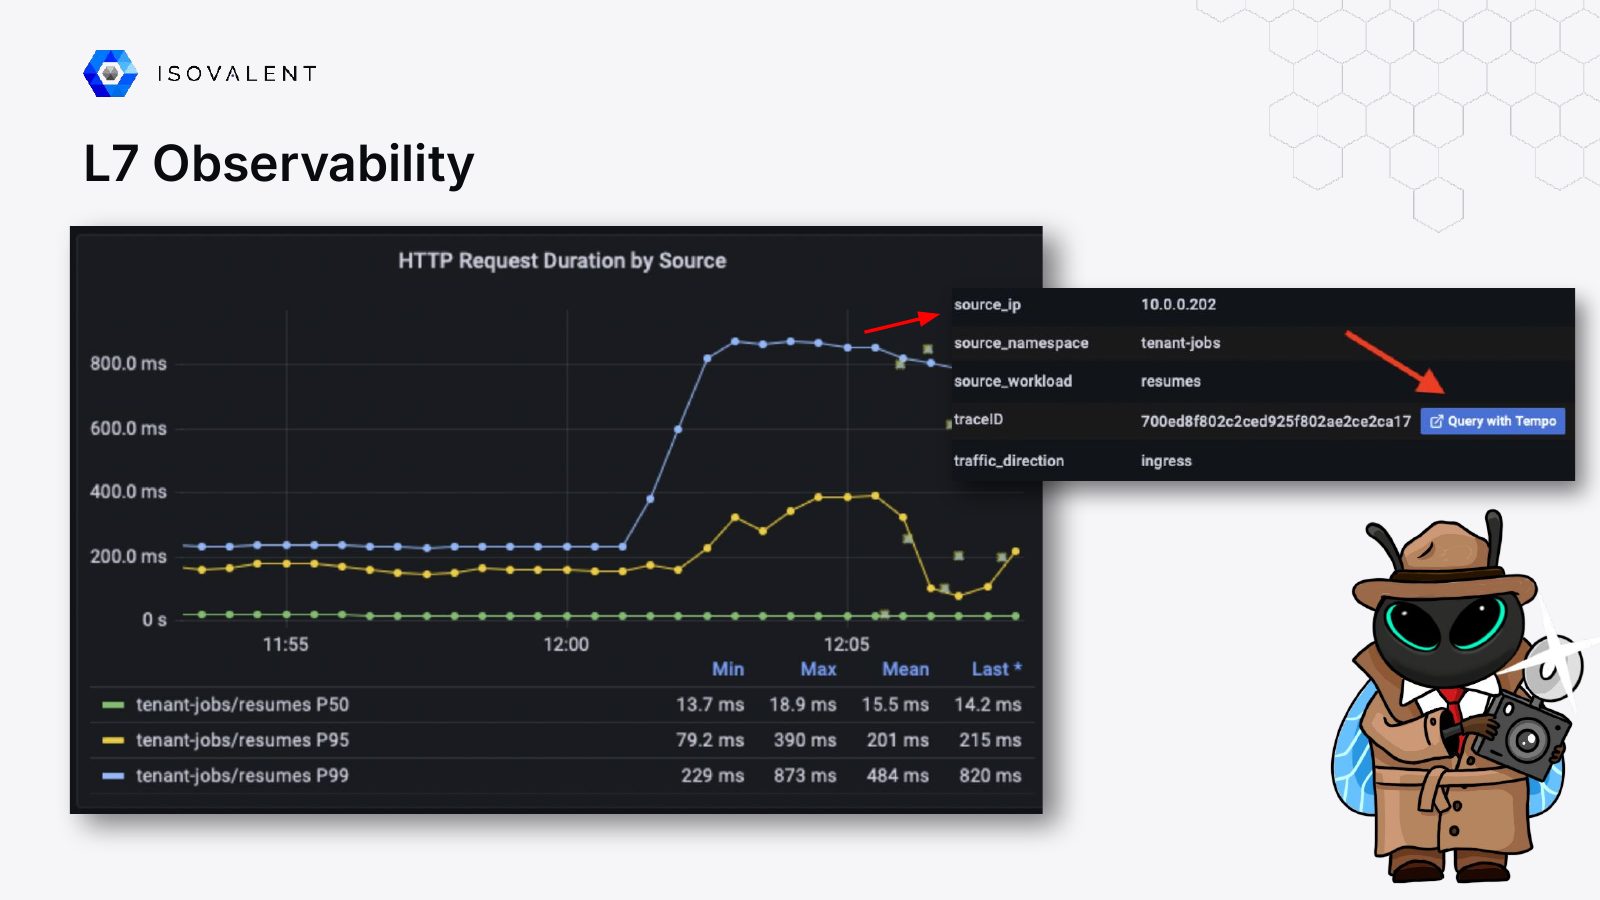 ISOVALENT
L7 Observability
HTTP Request Duration by Source
800.0 ms
600.0 ms
400.0 ms
200.0 ms
0 s
11:55 12:00 12:05
Min Max Mean Last *
tenant-jobs/resumes P50 13.7 ms 18.9 ms 15.5 ms 14.2 ms
tenant-jobs/resumes P95 79.2 ms 390 ms 201 ms 215 ms
tenant-jobs/resumes P99 229 ms 873 ms 484 ms 820 ms
source_ip 10.0.0.202
source_namespace tenant-jobs
source_workload resumes
traceID 700ed8f802c2ced925f802ae2ce2ca17 Query with Tempo
traffic_direction ingress